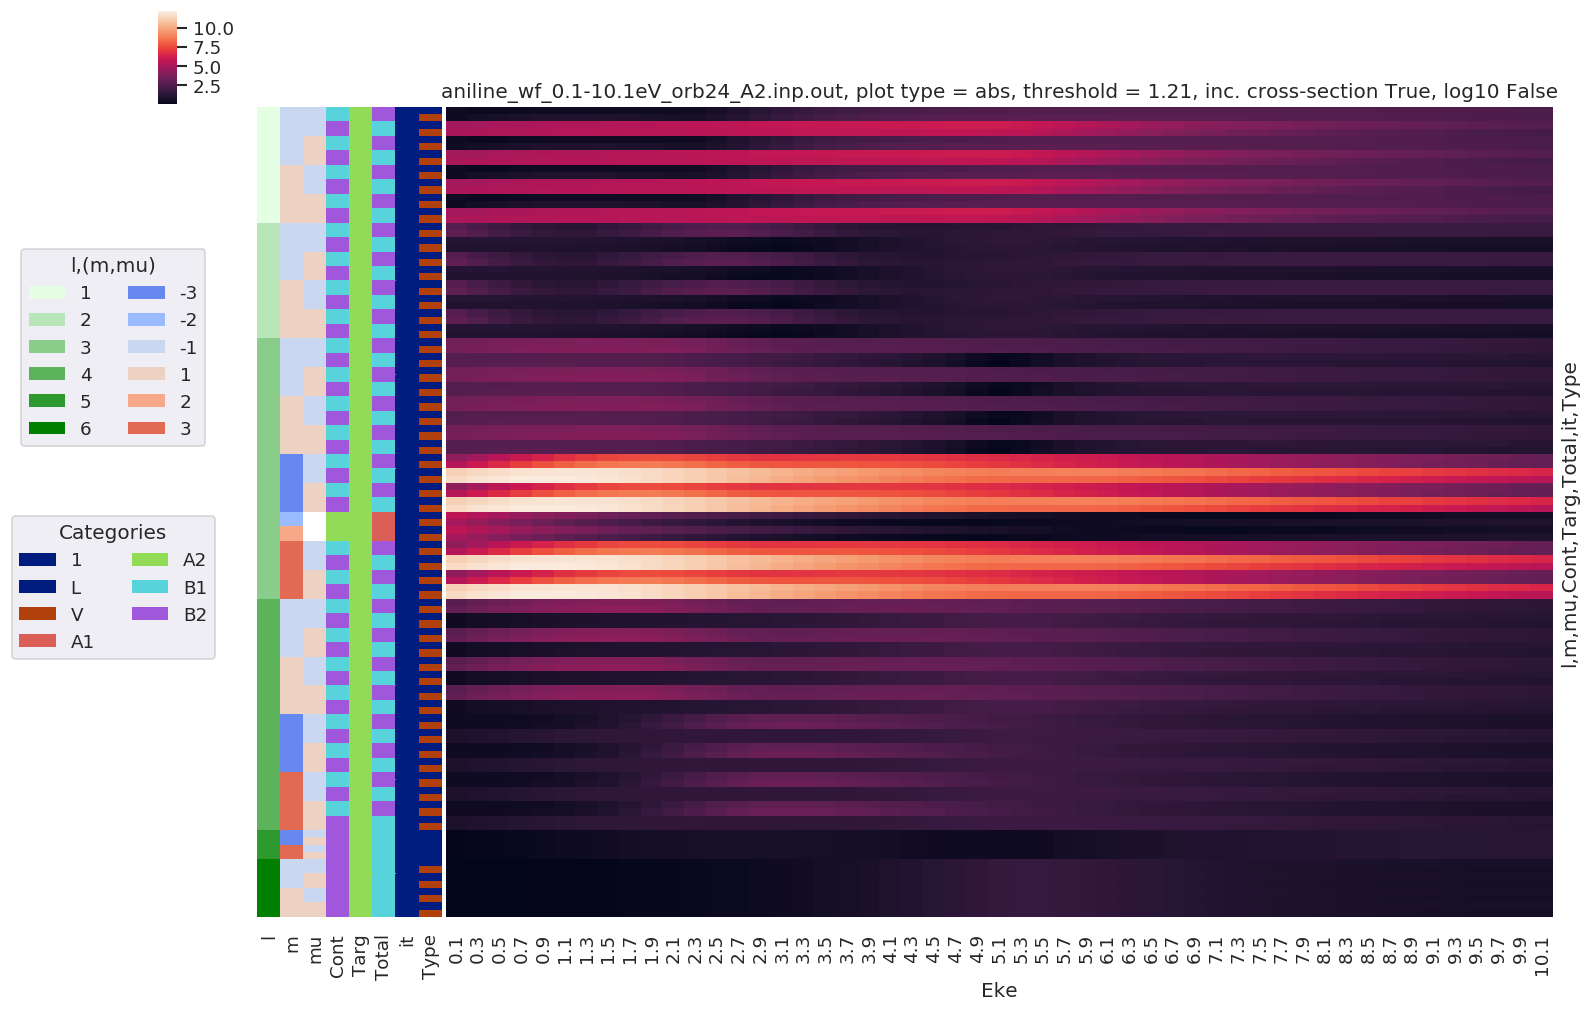 10.0
7.5
5.0
2.5
aniline_wf_0.1-10.1eV_orb24_A2.inp.out, plot type = abs, threshold = 1.21, inc. cross-section True, log10 False
l,(m,mu)
1 -3
2 -2
3 -1
4 1
5 2
6 3
Categories
1 A2
L B1
V B2
A1
l,m,mu,Cont,Targ,Total,it,Type
l m mu Cont Targ Total it Type 0.1 0.3 0.5 0.7 0.9 1.1 1.3 1.5 1.7 1.9 2.1 2.3 2.5 2.7 2.9 3.1 3.3 3.5 3.7 3.9 4.1 4.3 4.5 4.7 4.9 5.1 5.3 5.5 5.7 5.9 6.1 6.3 6.5 6.7 6.9 7.1 7.3 7.5 7.7 7.9 8.1 8.3 8.5 8.7 8.9 9.1 9.3 9.5 9.7 9.9 10.1
Eke